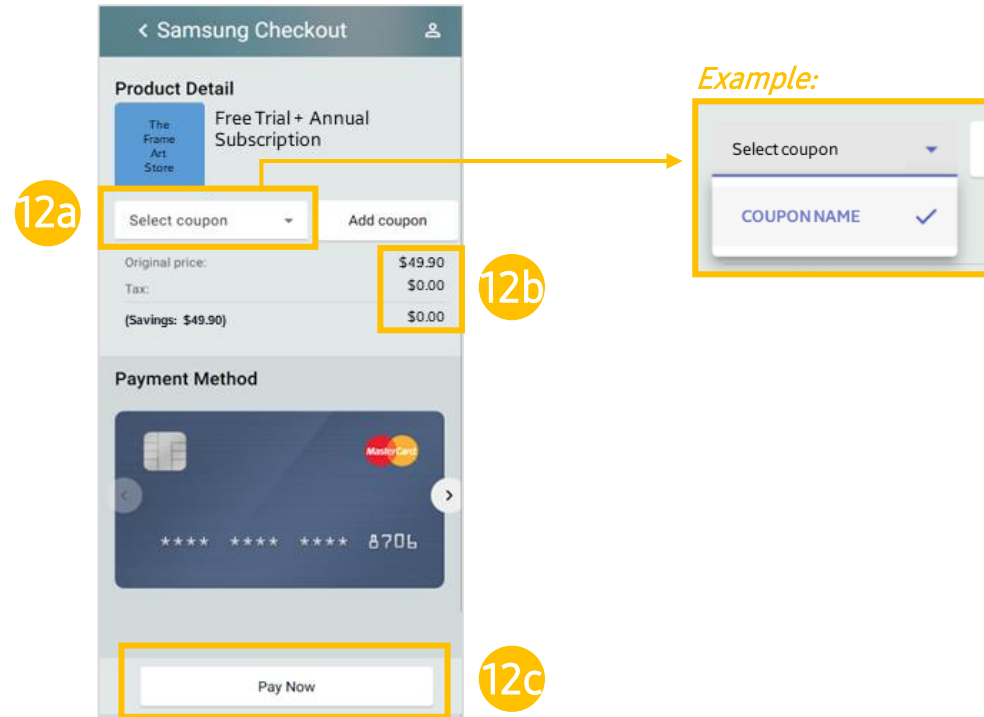 Samsung Checkout
Product Detail
The
Frame
Art
Store
Free Trial + Annual
Subscription
12a
Select coupon
Add coupon
Original price:
$49.90
Tax:
$0.00
(Savings: $49.90)
$0.00
12b
Payment Method
MasterCard
**** **** **** 8706
Pay Now
12c
Example:
Select coupon
COUPON NAME